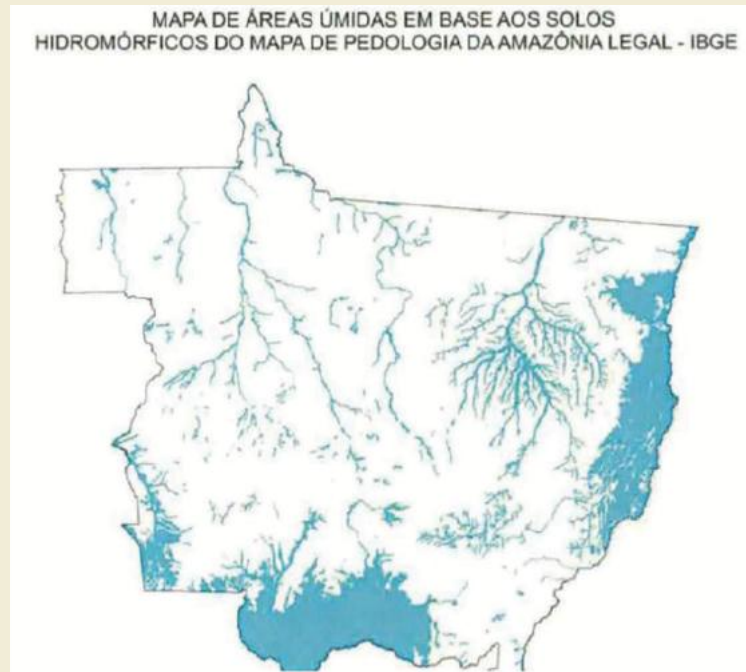 MAPA DE ÁREAS ÚMIDAS EM BASE AOS SOLOS
HIDROMÓRFICOS DO MAPA DE PEDOLOGIA DA AMAZÔNIA LEGAL - IBGE